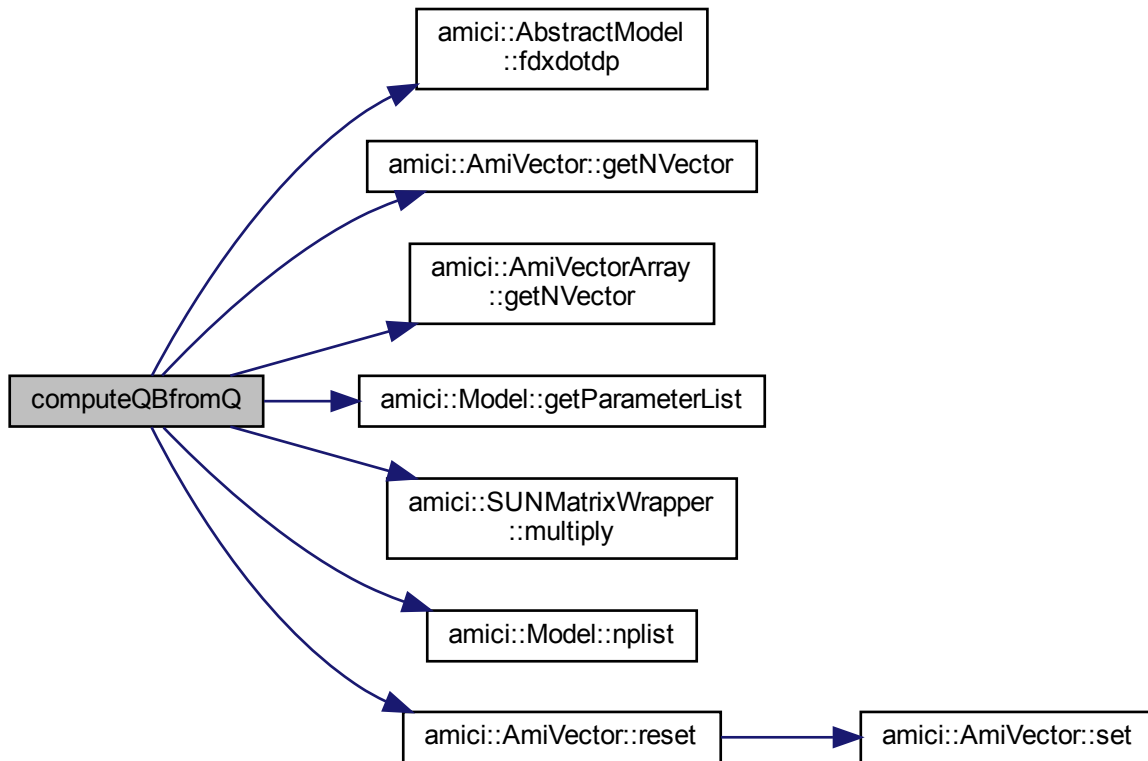 amici::AbstractModel
::fdxdotdp
amici::AmiVector::getNVector
amici::AmiVectorArray
::getNVector
computeQBfromQ
amici::Model::getParameterList
amici::SUNMatrixWrapper
::multiply
amici::Model::nplist
amici::AmiVector::reset
amici::AmiVector::set